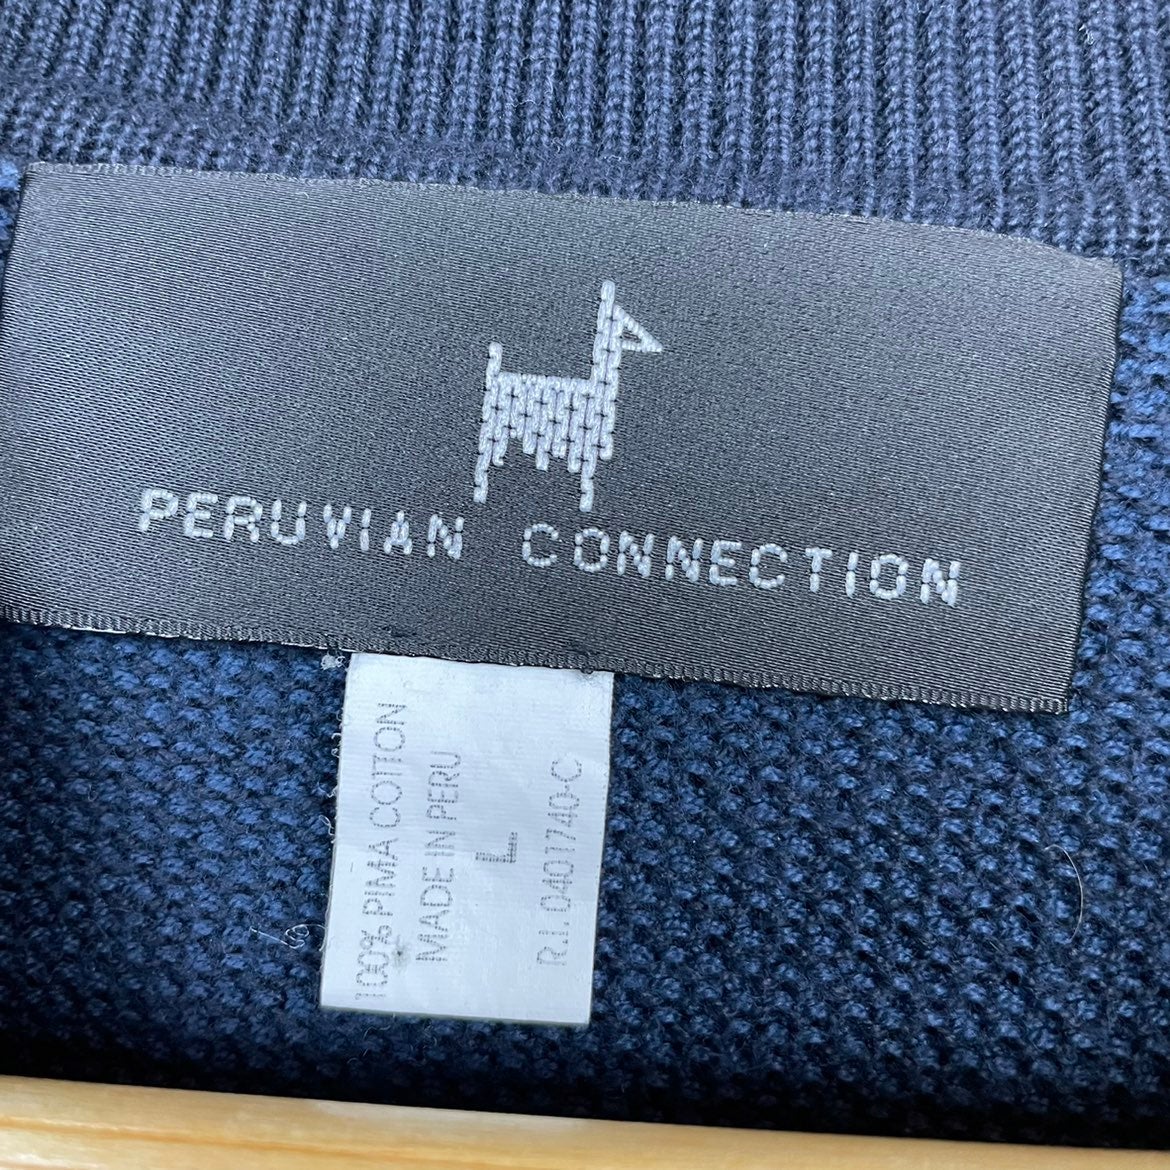 PERUVIAN CONNECTION
100% PIMA COTTON
MADE IN PERU
L
R.I. 0401740-C